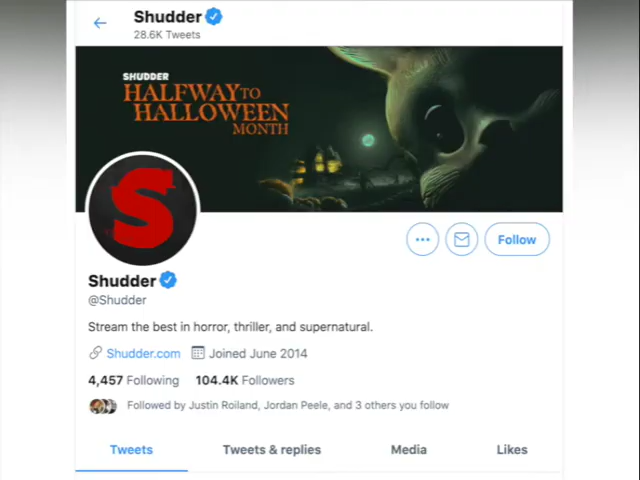 Shudder
28.6K Tweets
SHUDDER
HALFWAY TO
HALLOWEEN
MONTH
S
Follow
Shudder
@Shudder
Stream the best in horror, thriller, and supernatural.
Shudder.com Joined June 2014
4,457 Following 104.4K Followers
Followed by Justin Roiland, Jordan Peele, and 3 others you follow
Tweets Tweets & replies Media Likes